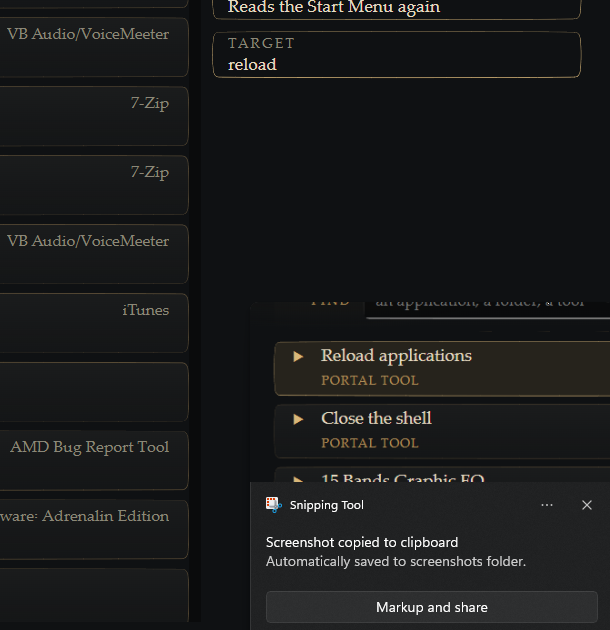 VB Audio/VoiceMeeter
7-Zip
7-Zip
VB Audio/VoiceMeeter
iTunes
AMD Bug Report Tool
ware: Adrenalin Edition
Reads the Start Menu again
TARGET
reload
FIND
an application, a folder, a tool
Reload applications
PORTAL TOOL
Close the shell
PORTAL TOOL
15 Bands Graphic EQ
Snipping Tool
Screenshot copied to clipboard
Automatically saved to screenshots folder.
Markup and share